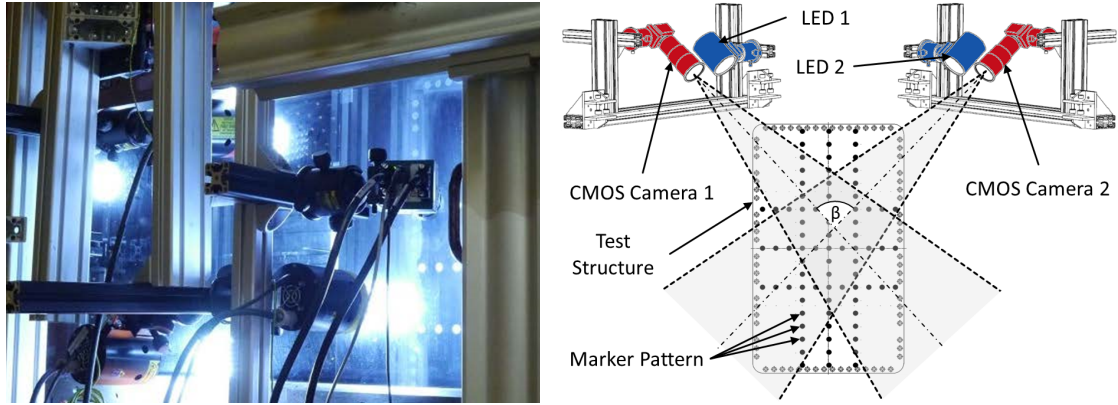 LED 1
LED 2
CMOS Camera 1
CMOS Camera 2
β
Test
Structure
Marker Pattern